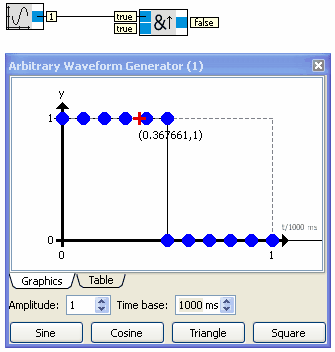 1
true
true
&↑
false
Arbitrary Waveform Generator (1)
y
1
(0.367661,1)
t/1000 ms
0
0
1
Graphics
Table
Amplitude: 1
Time base: 1000 ms
Sine
Cosine
Triangle
Square